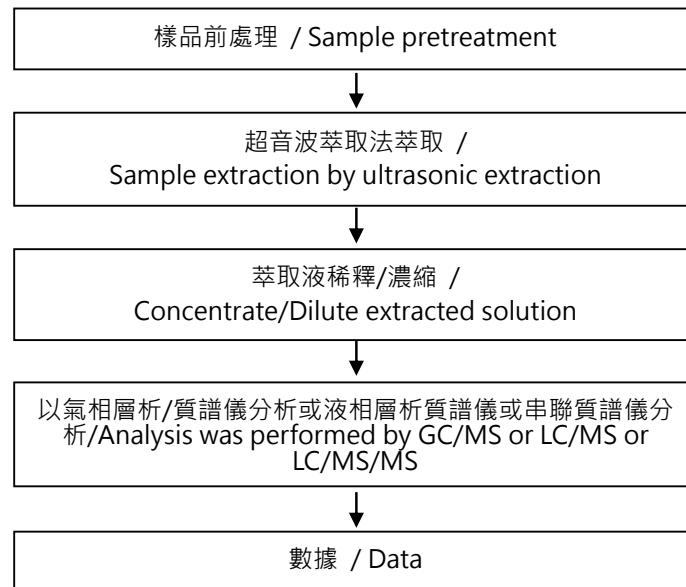 樣品前處理 / Sample pretreatment
超音波萃取法萃取 /
Sample extraction by ultrasonic extraction
萃取液稀釋/濃縮 /
Concentrate/Dilute extracted solution
以氣相層析/質譜儀分析或液相層析質譜儀或串聯質譜儀分
析/Analysis was performed by GC/MS or LC/MS or
LC/MS/MS
數據 / Data